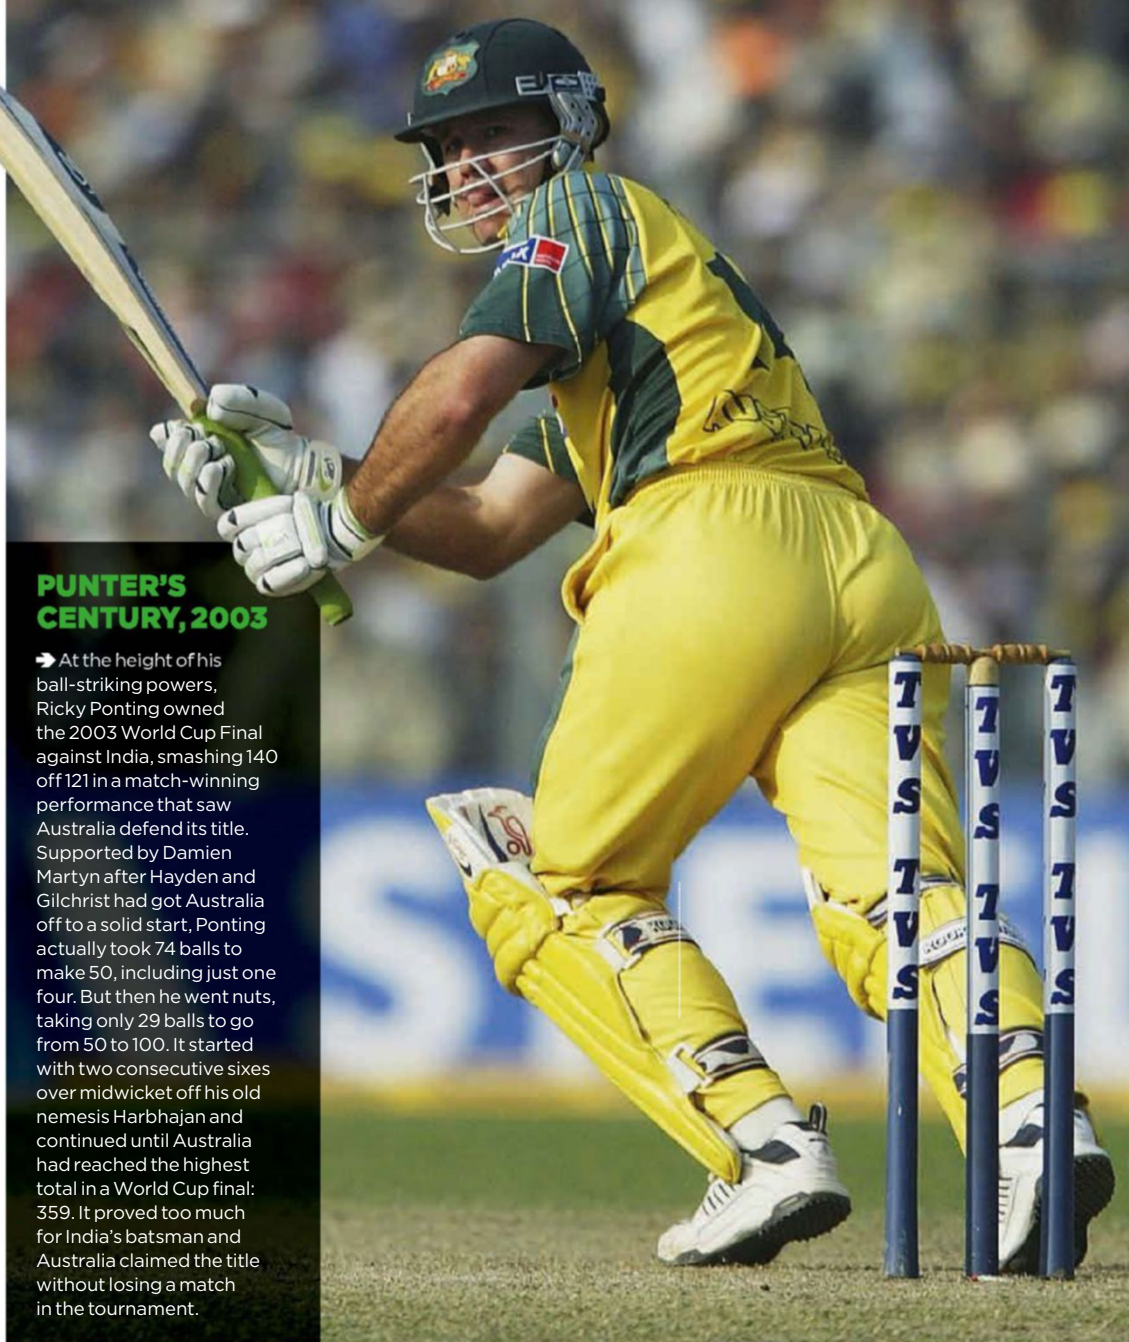 PUNTER'S
CENTURY, 2003
➔ At the height of his
ball-striking powers,
Ricky Ponting owned
the 2003 World Cup Final
against India, smashing 140
off 121 in a match-winning
performance that saw
Australia defend its title.
Supported by Damien
Martyn after Hayden and
Gilchrist had got Australia
off to a solid start, Ponting
actually took 74 balls to
make 50, including just one
four. But then he went nuts,
taking only 29 balls to go
from 50 to 100. It started
with two consecutive sixes
over midwicket off his old
nemesis Harbhajan and
continued until Australia
had reached the highest
total in a World Cup final:
359. It proved too much
for India's batsman and
Australia claimed the title
without losing a match
in the tournament.
TVS TVS
TVS TVS
TVS TVS